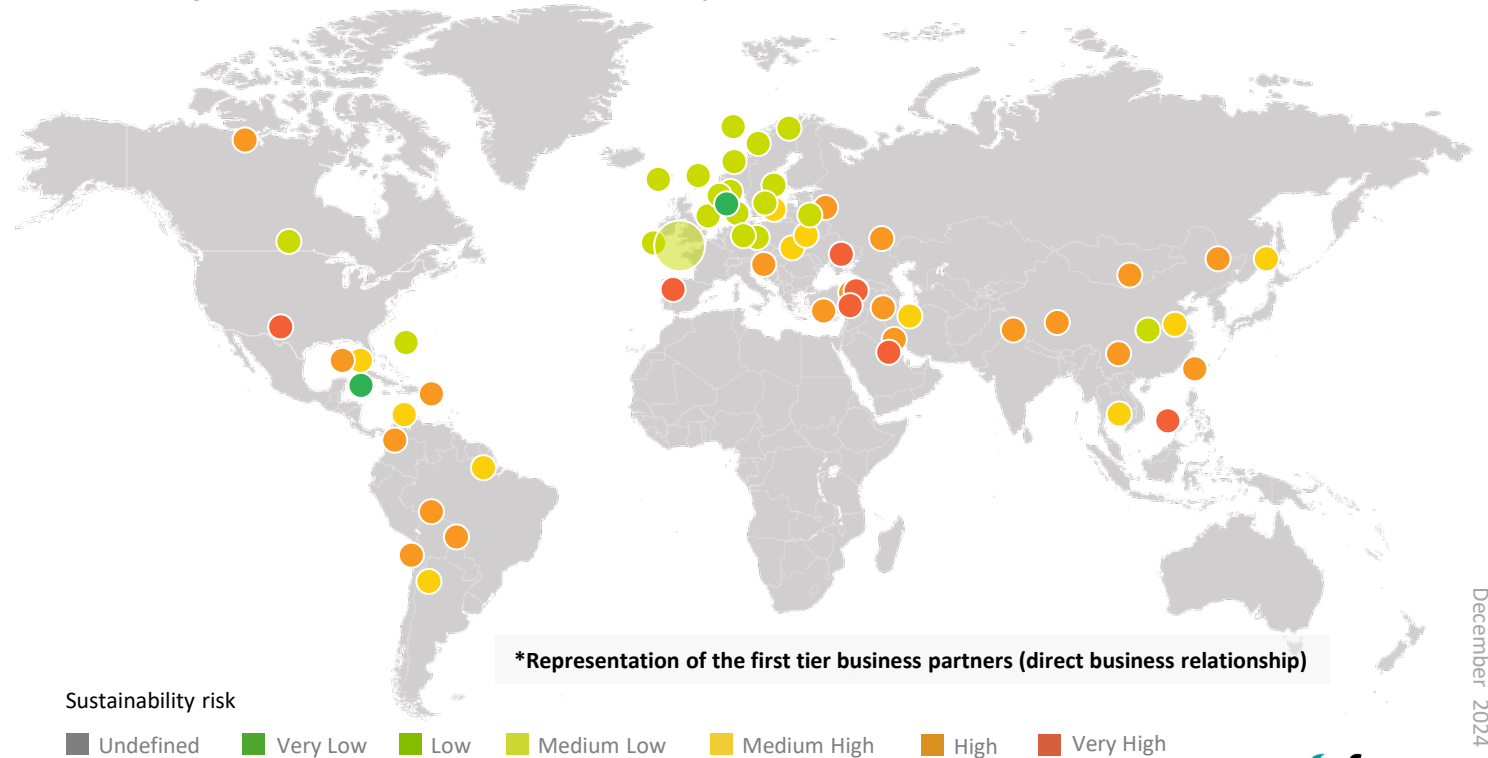 *Representation of the first tier business partners (direct business relationship)
December 2024
Sustainability risk
Undefined
Very Low
Low
Medium Low
Medium High
High
Very High